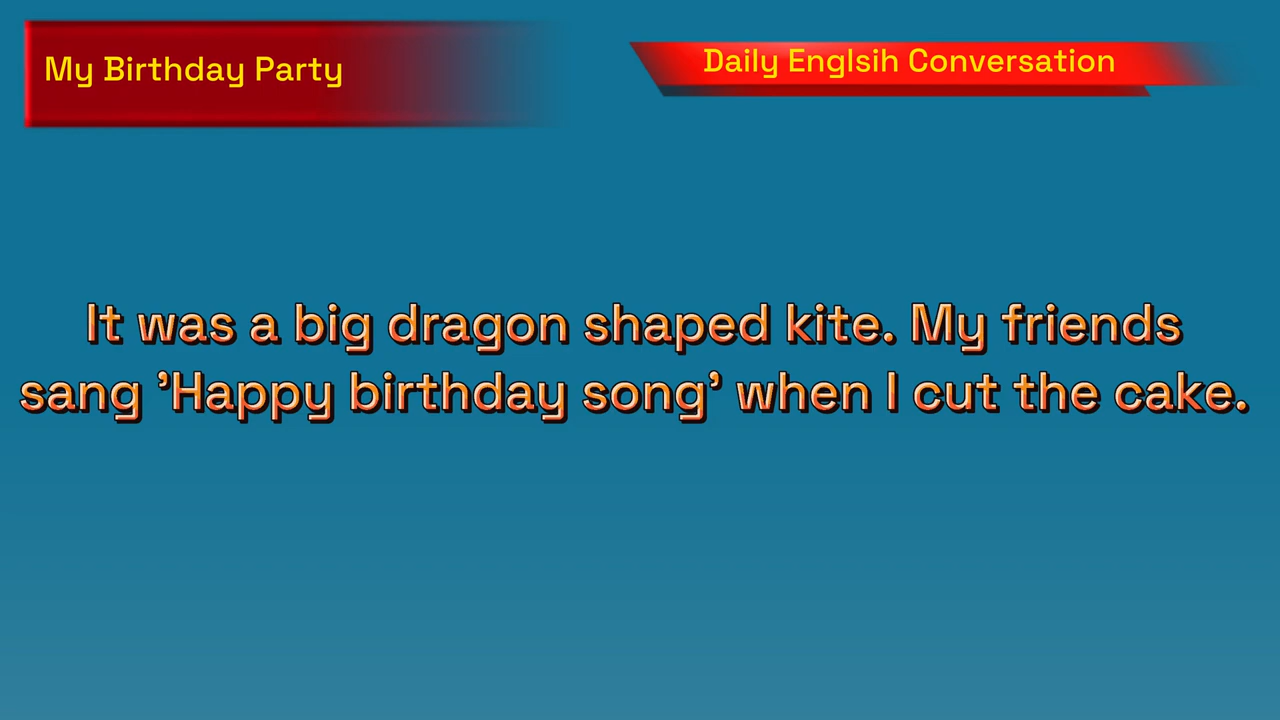 My Birthday Party
Daily Englsih Conversation
It was a big dragon shaped kite. My friends
sang ’Happy birthday song’ when I cut the cake.